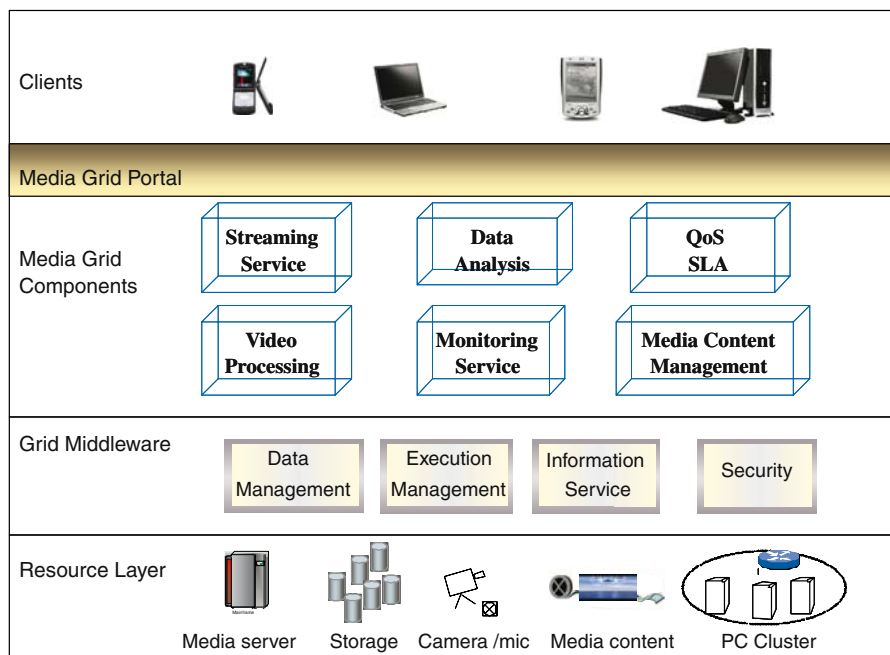 Clients
Media Grid Portal
Media Grid
Components
Streaming
Service
Data
Analysis
QoS
SLA
Video
Processing
Monitoring
Service
Media Content
Management
Grid Middleware
Data
Management
Execution
Management
Information
Service
Security
Resource Layer
Mainframe
Media server
Storage
Camera /mic
Media content
PC Cluster